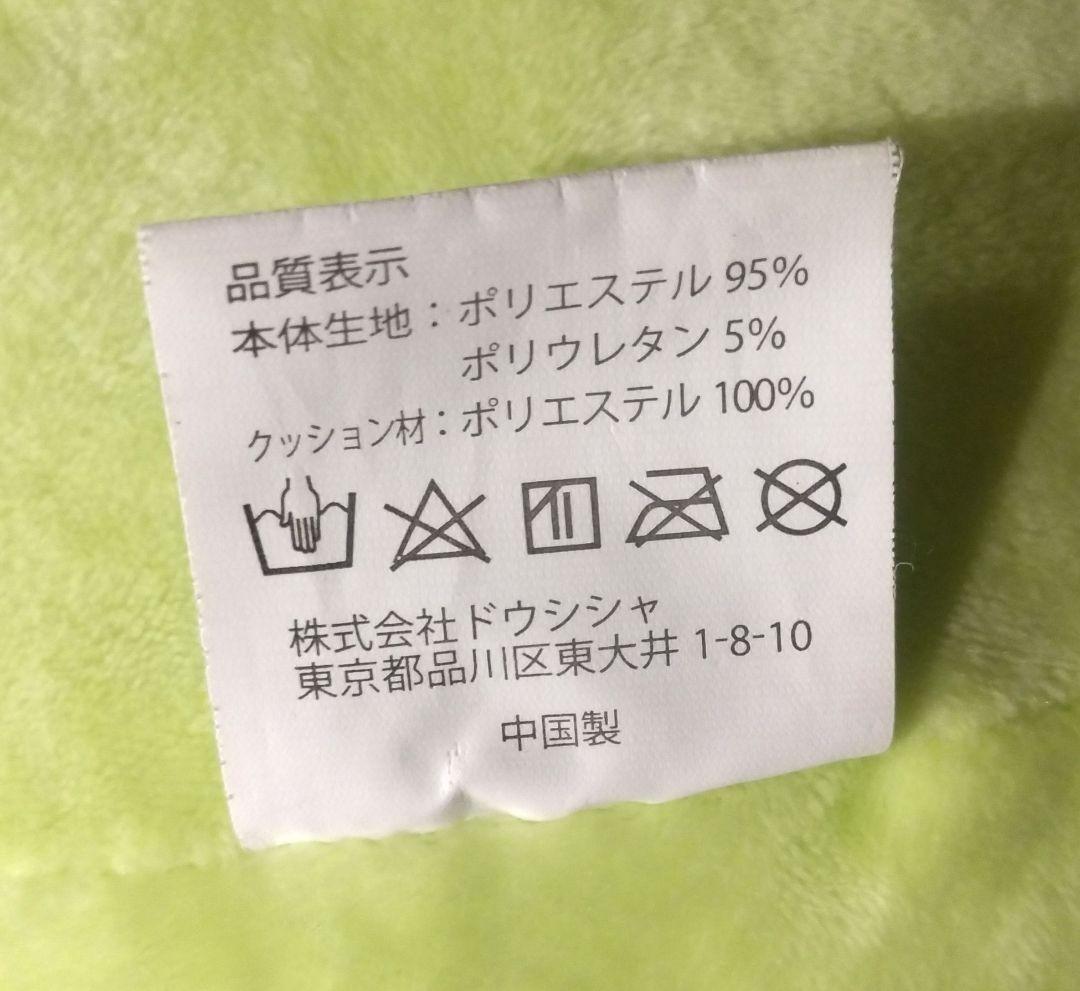 品質表示
本体生地：ポリエステル 95%
ポリウレタン 5%
クッション材：ポリエステル 100%
株式会社ドウシシャ
東京都品川区東大井 1-8-10
中国製